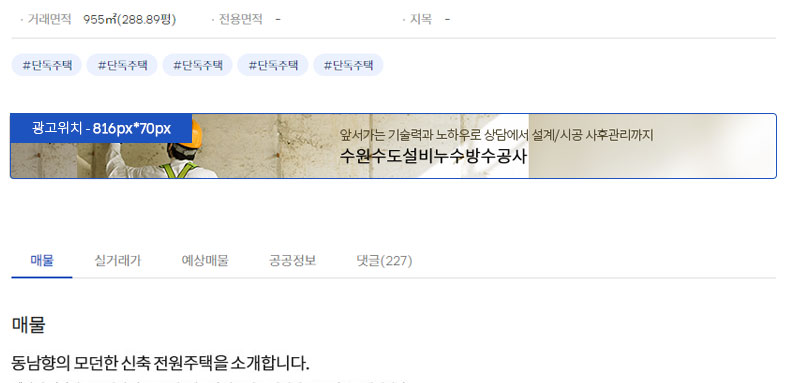 · 거래면적 955㎡(288.89평) · 전용면적 - · 지목 -
#단독주택 #단독주택 #단독주택 #단독주택 #단독주택
광고위치 - 816px*70px
앞서가는 기술력과 노하우로 상담에서 설계/시공 사후관리까지
수원수도설비누수방수공사
매물 실거래가 예상매물 공공정보 댓글(227)
매물
동남향의 모던한 신축 전원주택을 소개합니다.